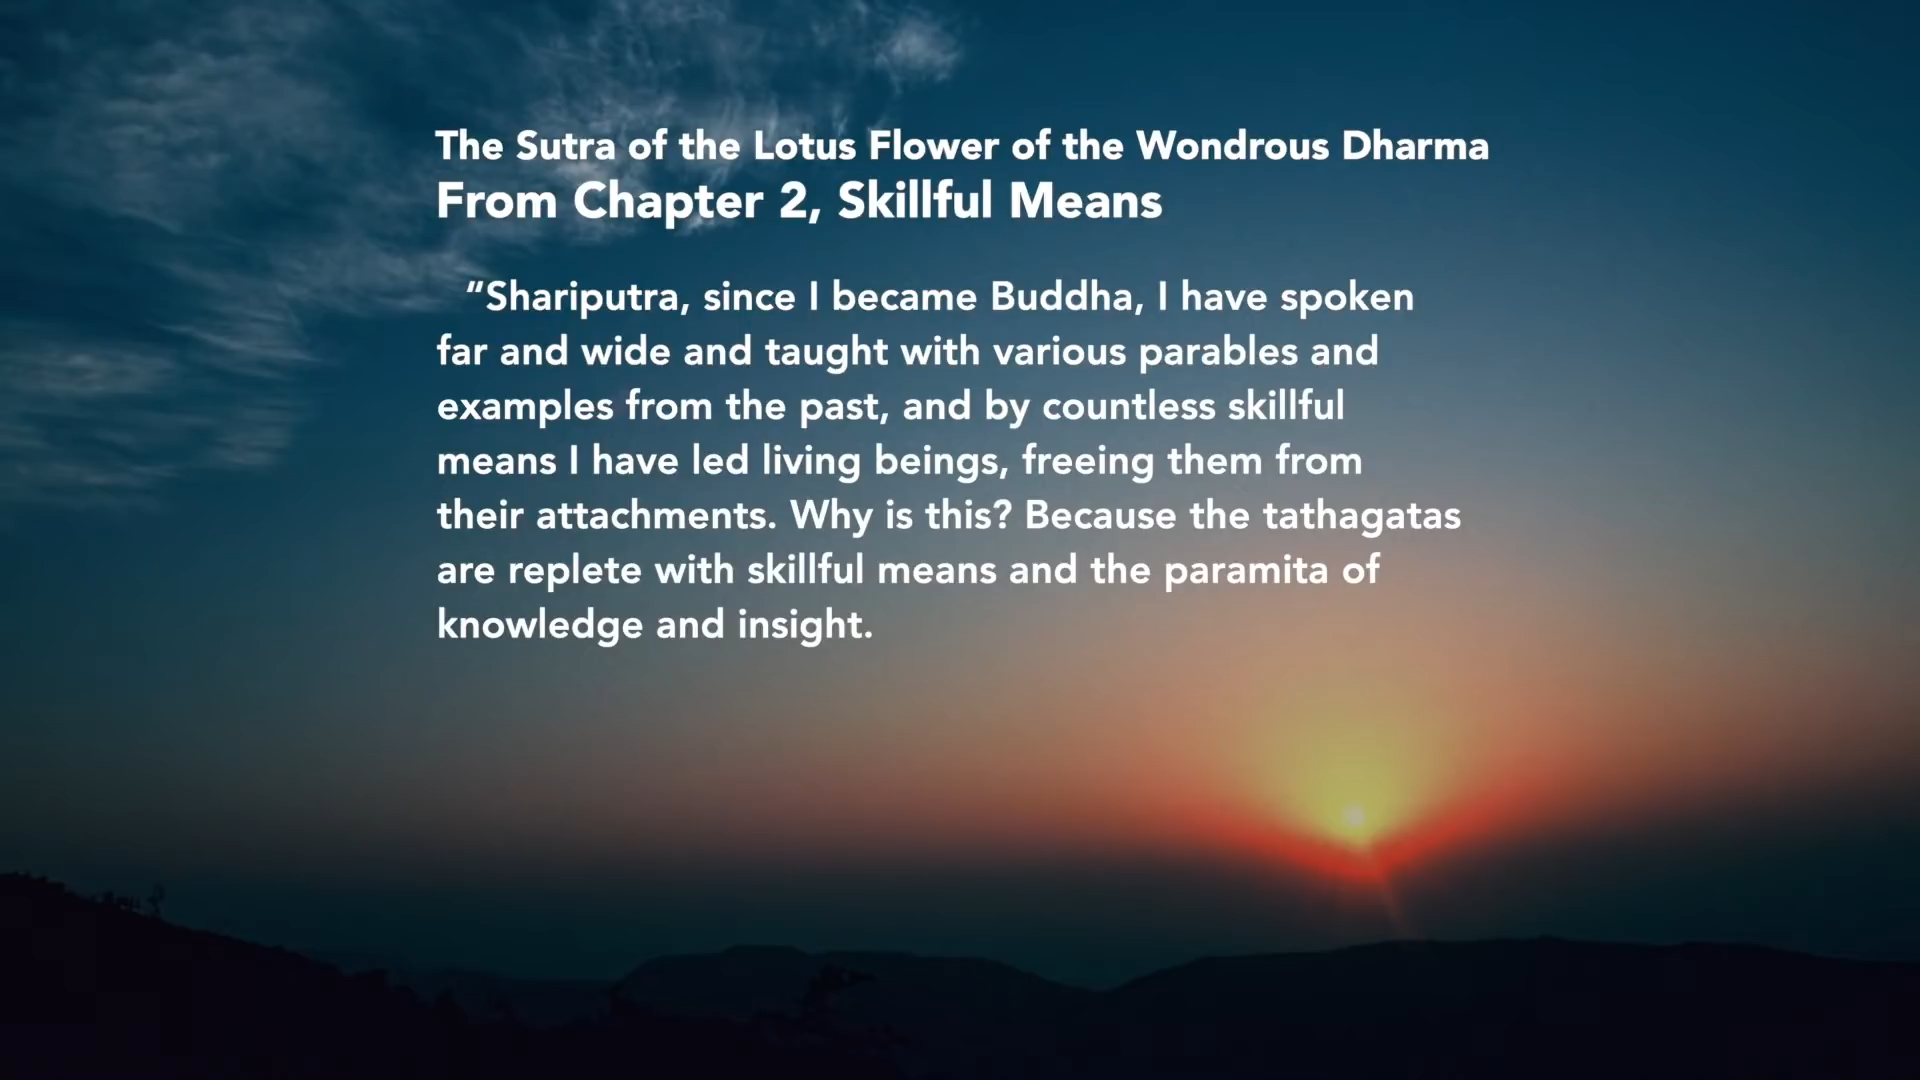 The Sutra of the Lotus Flower of the Wondrous Dharma
From Chapter 2, Skillful Means
“Shariputra, since I became Buddha, I have spoken
far and wide and taught with various parables and
examples from the past, and by countless skillful
means I have led living beings, freeing them from
their attachments. Why is this? Because the tathagatas
are replete with skillful means and the paramita of
knowledge and insight.